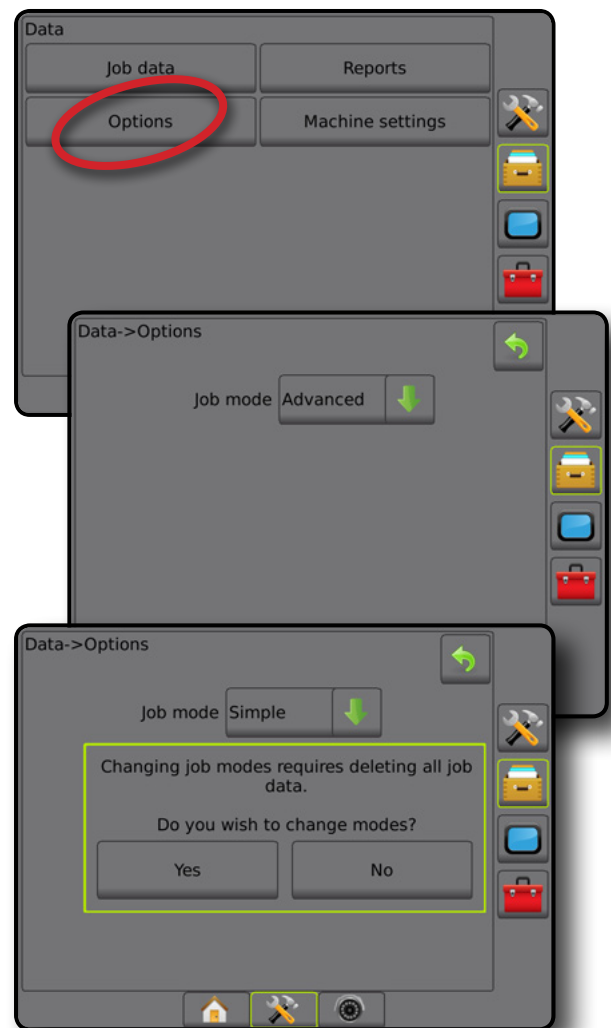 Data
Job data Reports
Options Machine settings
Data->Options
Job mode Advanced
Data->Options
Job mode Simple
Changing job modes requires deleting all job
data.
Do you wish to change modes?
Yes No